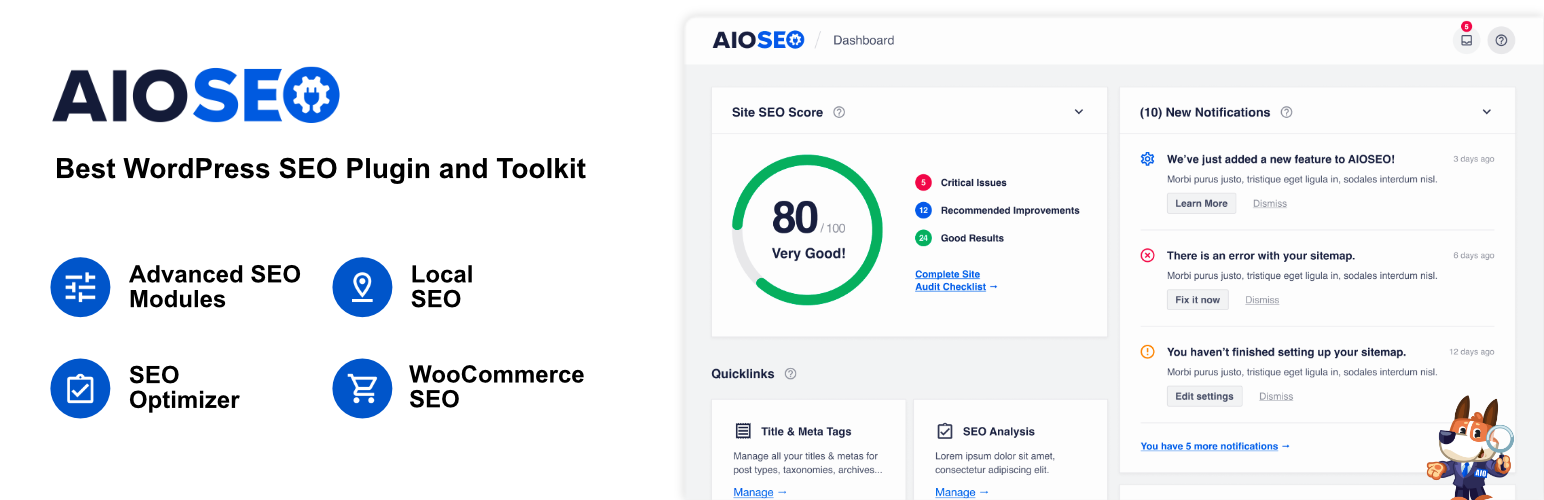 AIOSEO
Best WordPress SEO Plugin and Toolkit
Advanced SEO
Modules
Local
SEO
SEO
Optimizer
WooCommerce
SEO
AIOSEO / Dashboard
5
Site SEO Score
80 / 100
Very Good!
5 Critical Issues
12 Recommended Improvements
24 Good Results
Complete Site
Audit Checklist →
Quicklinks
Title & Meta Tags
Manage all your titles & metas for
post types, taxonomies, archives...
Manage →
SEO Analysis
Lorem ipsum dolor sit amet,
consectetur adipiscing elit.
Manage →
(10) New Notifications
We've just added a new feature to AIOSEO! 3 days ago
Morbi purus justo, tristique eget ligula in, sodales interdum nisl.
Learn More Dismiss
There is an error with your sitemap. 6 days ago
Morbi purus justo, tristique eget ligula in, sodales interdum nisl.
Fix it now Dismiss
You haven't finished setting up your sitemap. 12 days ago
Morbi purus justo, tristique eget ligula in, sodales interdum nisl.
Edit settings Dismiss
You have 5 more notifications →
AIO